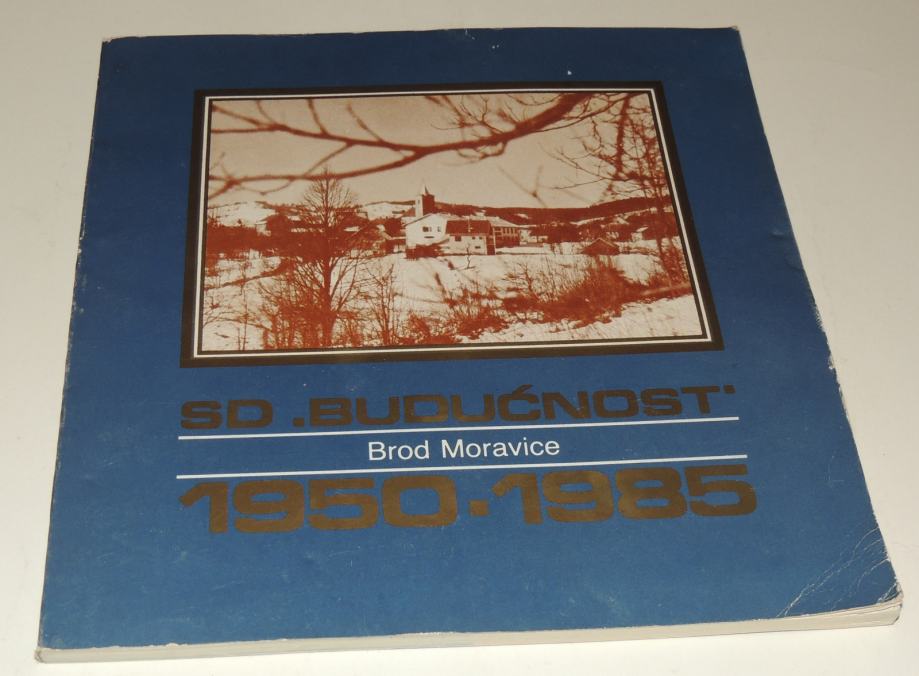 SD „BUDUĆNOST"
Brod Moravice
1950·1985